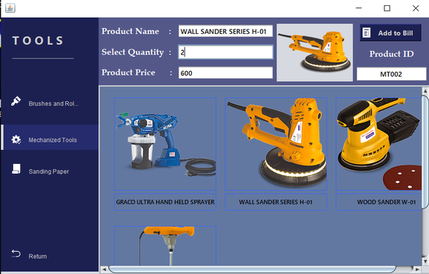 TOOLS
Brushes and Rol...
Mechanized Tools
Sanding Paper
Return
Product Name :
WALL SANDER SERIES H-01
Select Quantity :
2
Product Price :
600
Add to Bill
Product ID
MT002
GRACO ULTRA HAND HELD SPRAYER
WALL SANDER SERIES H-01
WOOD SANDER W-01